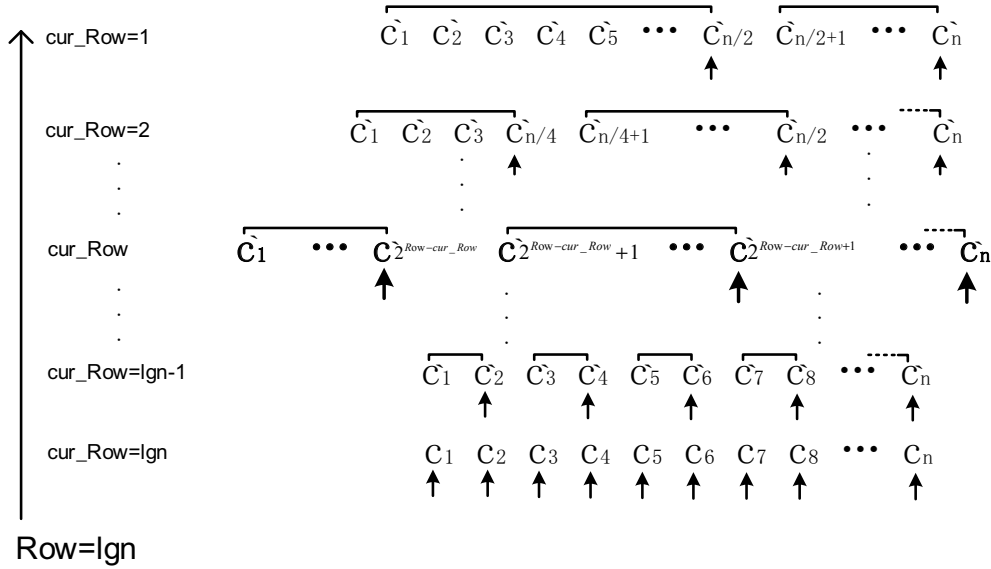 cur_Row=1 C`1 C`2 C`3 C`4 C`5 ••• C`n/2 C`n/2+1 ••• C`n
cur_Row=2 C`1 C`2 C`3 C`n/4 C`n/4+1 ••• C`n/2 ••• C`n
cur_Row C`1 ••• C`2^Row−cur_Row C`2^Row−cur_Row +1 ••• C`2^Row−cur_Row+1 ••• C`n
cur_Row=lgn-1 C`1 C`2 C`3 C`4 C`5 C`6 C`7 C`8 ••• C`n
cur_Row=lgn C1 C2 C3 C4 C5 C6 C7 C8 ••• Cn
Row=lgn